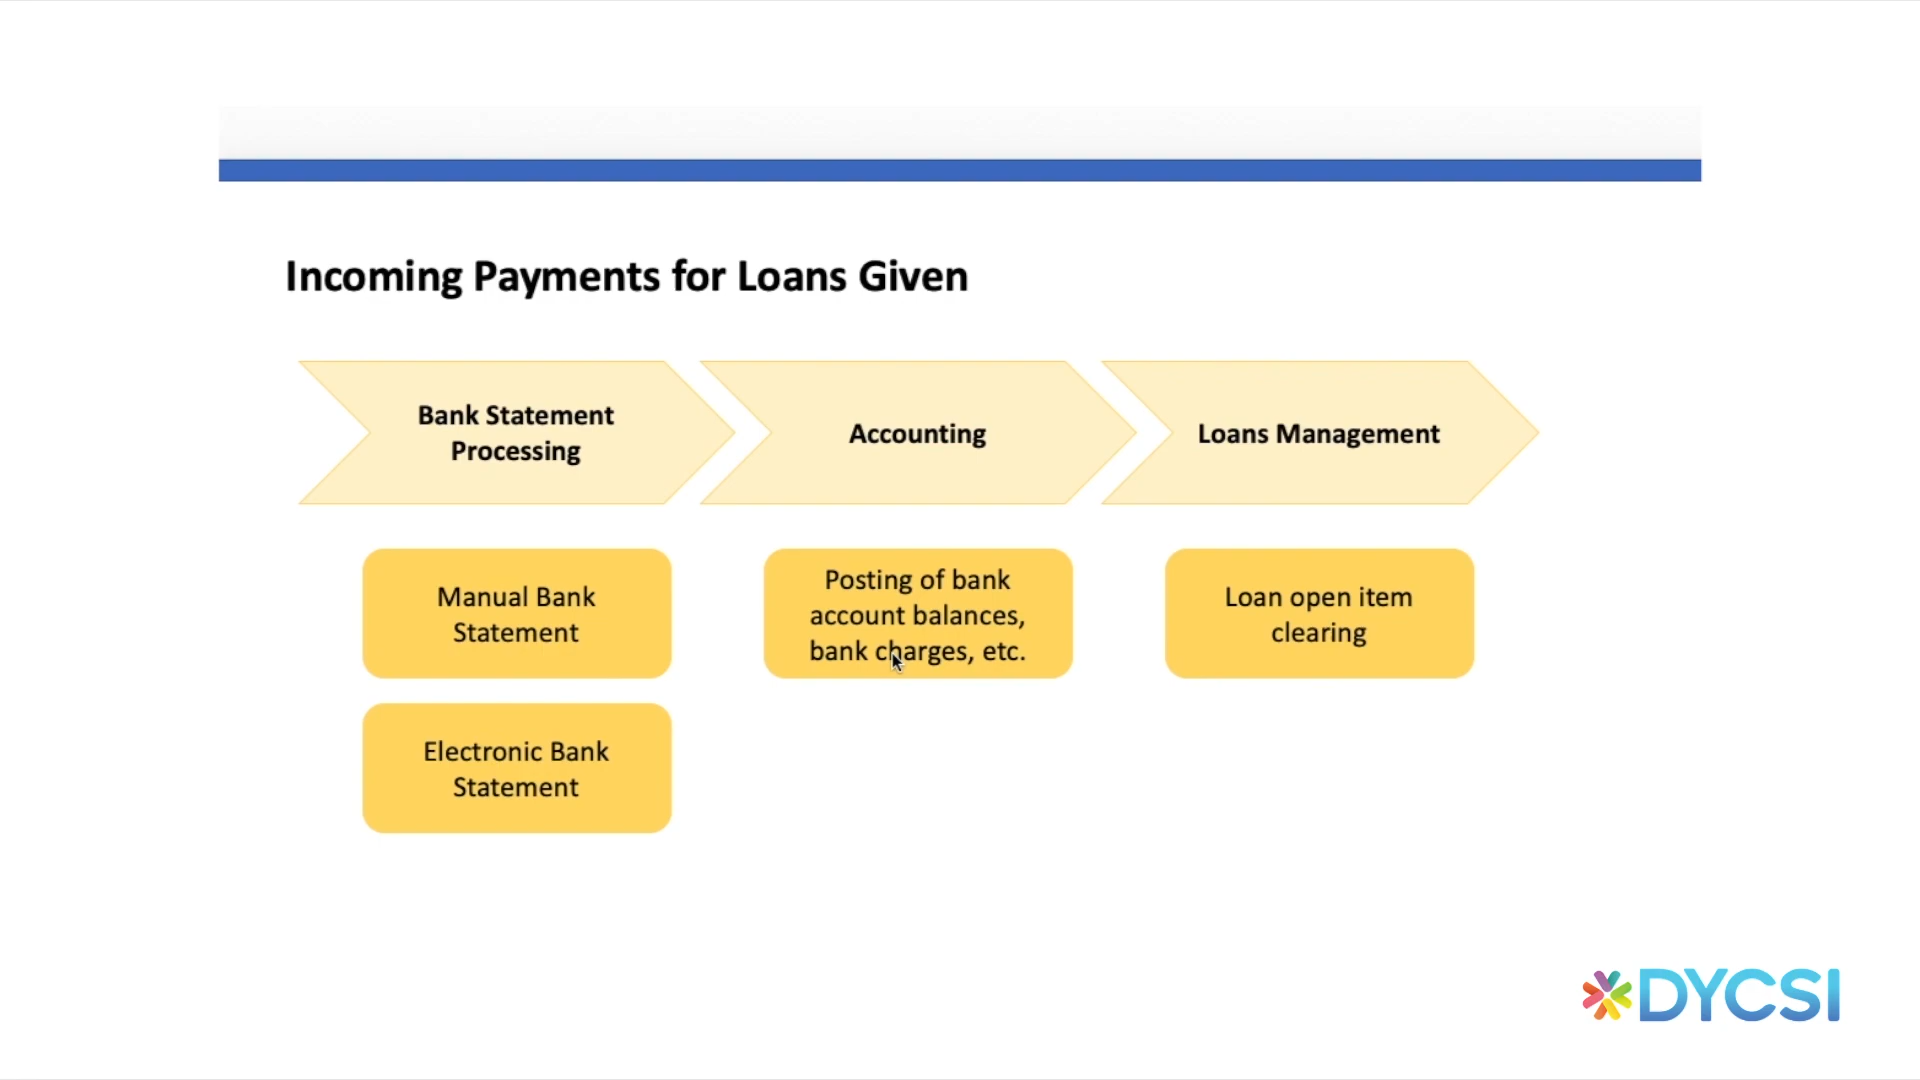 Incoming Payments for Loans Given
Bank Statement
Processing
Accounting
Loans Management
Manual Bank
Statement
Posting of bank
account balances,
bank charges, etc.
Loan open item
clearing
Electronic Bank
Statement
DYCSI